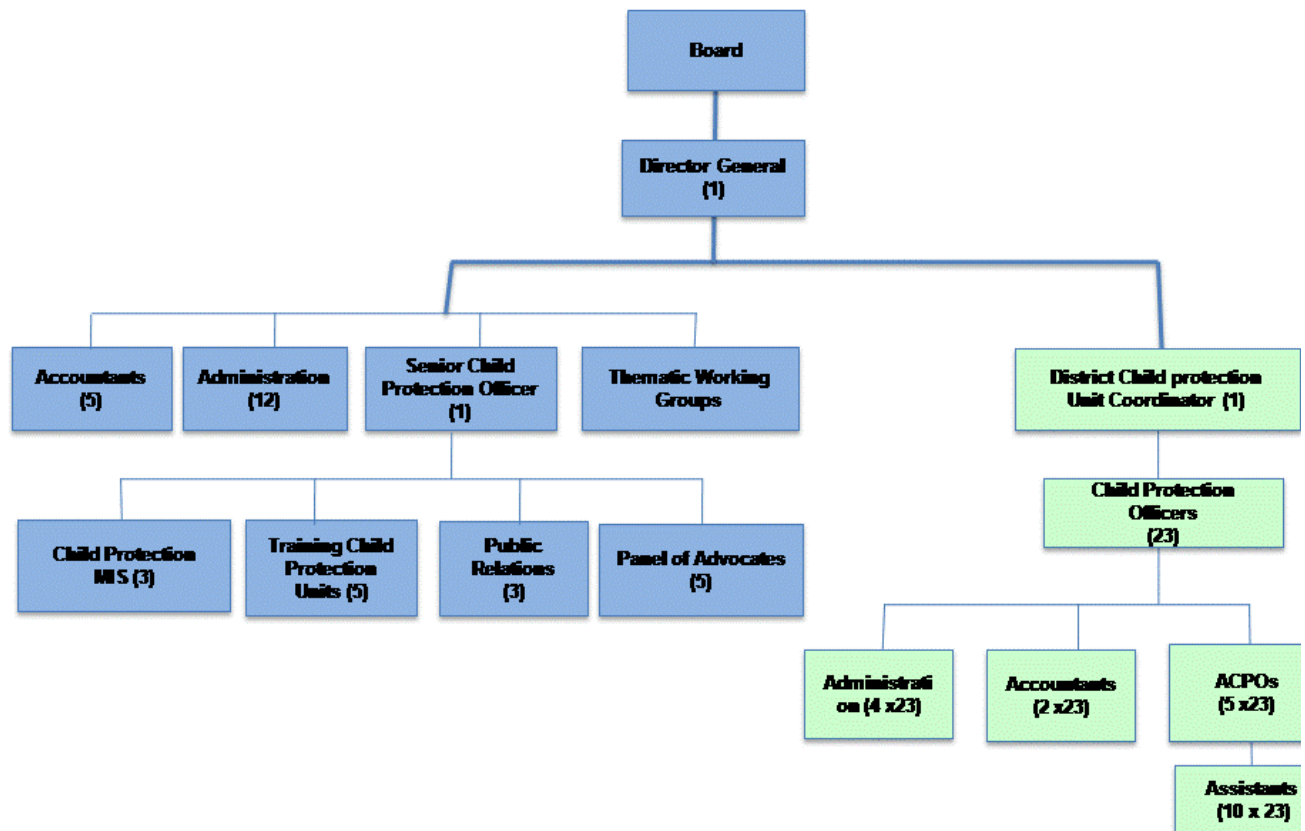 Board
Director General
(1)
Accountants
(5)
Administration
(12)
Senior Child
Protection Officer
(1)
Thematic Working
Groups
District Child protection
Unit Coordinator (1)
Child Protection
MIS (3)
Training Child
Protection
Units (5)
Public
Relations
(3)
Panel of Advocates
(5)
Child Protection
Officers
(23)
Administrati
on (4 x23)
Accountants
(2 x23)
ACPOs
(5 x23)
Assistants
(10 x 23)